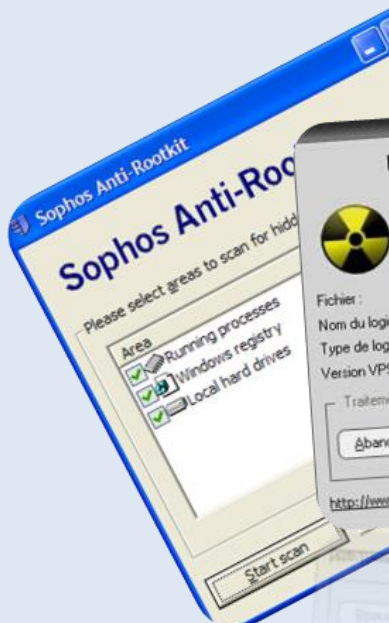 Sophos Anti-Rootkit
Sophos Anti-Roo
Please select areas to scan for hidd
Area
Running processes
Windows registry
Local hard drives
Start scan
Fichier :
Nom du logi
Type de log
Version VPS
Traiteme
Aband
http://www